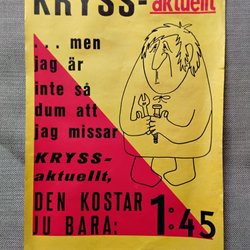 KRYSS-aktuellt
... men
jag är
inte så
dum att
jag missar
KRYSS-
aktuellt,
DEN KOSTAR
JU BARA: 1:45